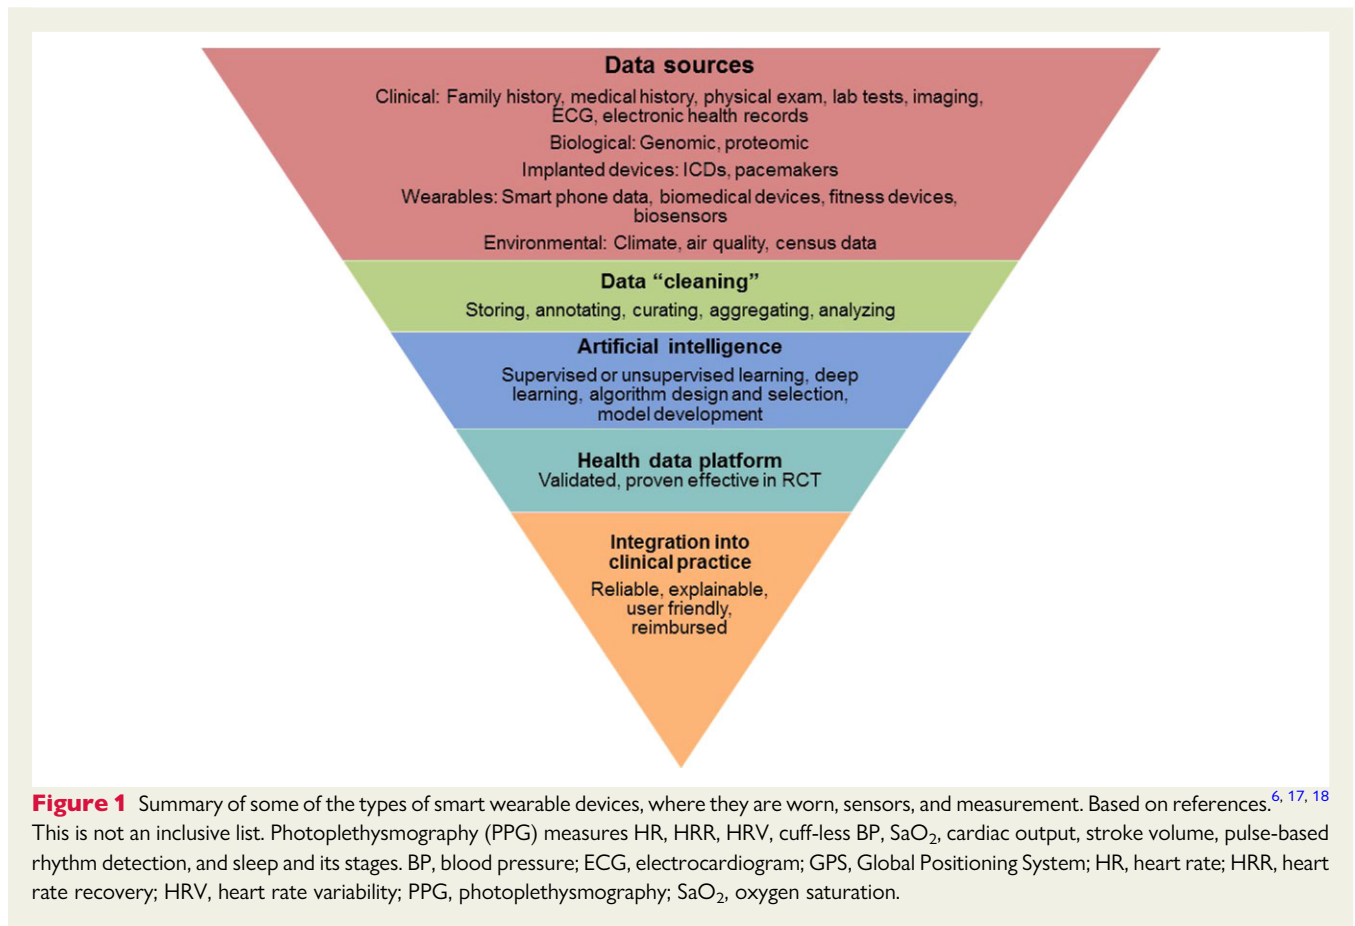 Data sources
Clinical: Family history, medical history, physical exam, lab tests, imaging,
ECG, electronic health records
Biological: Genomic, proteomic
Implanted devices: ICDs, pacemakers
Wearables: Smart phone data, biomedical devices, fitness devices,
biosensors
Environmental: Climate, air quality, census data
Data “cleaning”
Storing, annotating, curating, aggregating, analyzing
Artificial intelligence
Supervised or unsupervised learning, deep
learning, algorithm design and selection,
model development
Health data platform
Validated, proven effective in RCT
Integration into
clinical practice
Reliable, explainable,
user friendly,
reimbursed
Figure 1 Summary of some of the types of smart wearable devices, where they are worn, sensors, and measurement. Based on references.6, 17, 18
This is not an inclusive list. Photoplethysmography (PPG) measures HR, HRR, HRV, cuff-less BP, SaO2, cardiac output, stroke volume, pulse-based
rhythm detection, and sleep and its stages. BP, blood pressure; ECG, electrocardiogram; GPS, Global Positioning System; HR, heart rate; HRR, heart
rate recovery; HRV, heart rate variability; PPG, photoplethysmography; SaO2, oxygen saturation.